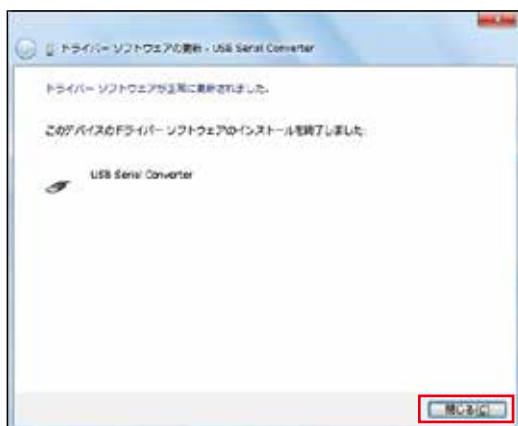 ドライバー ソフトウェアの更新 - USB Serial Converter
ドライバー ソフトウェアが正常に更新されました。
このデバイスのドライバー ソフトウェアのインストールを終了しました:
USB Serial Converter
閉じる(C)